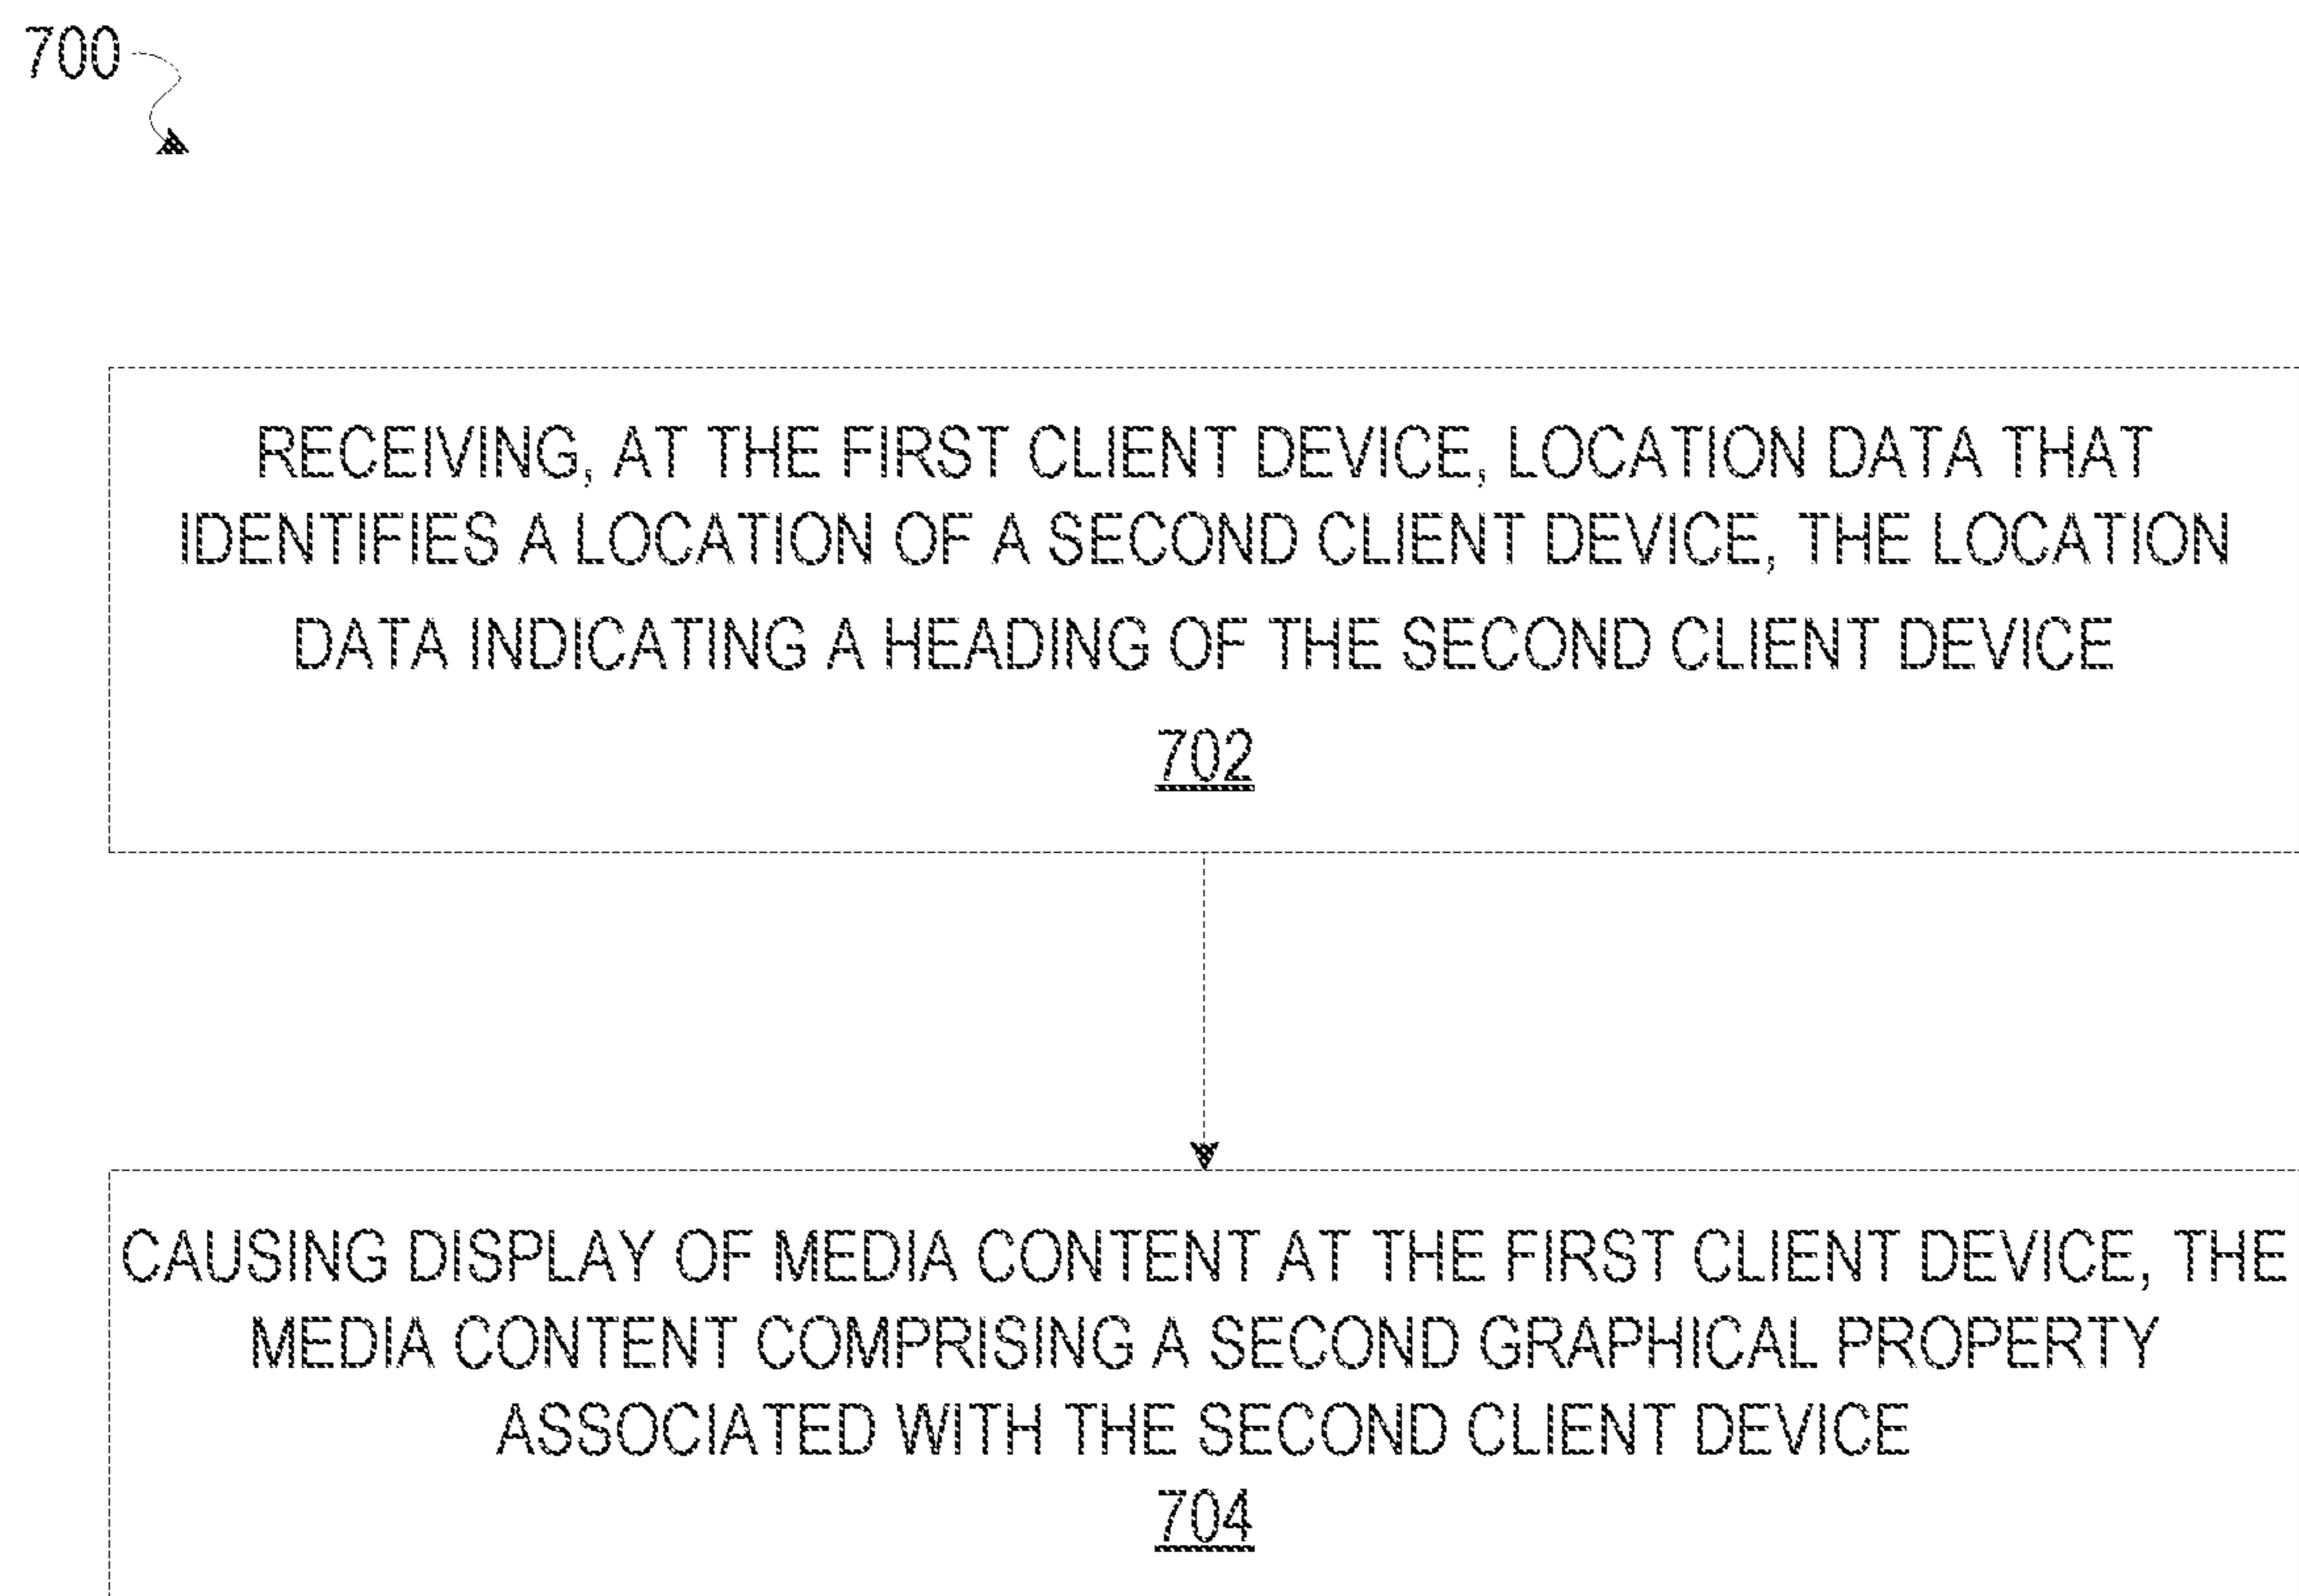 700
RECEIVING, AT THE FIRST CLIENT DEVICE, LOCATION DATA THAT
IDENTIFIES A LOCATION OF A SECOND CLIENT DEVICE, THE LOCATION
DATA INDICATING A HEADING OF THE SECOND CLIENT DEVICE
702
CAUSING DISPLAY OF MEDIA CONTENT AT THE FIRST CLIENT DEVICE, THE
MEDIA CONTENT COMPRISING A SECOND GRAPHICAL PROPERTY
ASSOCIATED WITH THE SECOND CLIENT DEVICE
704